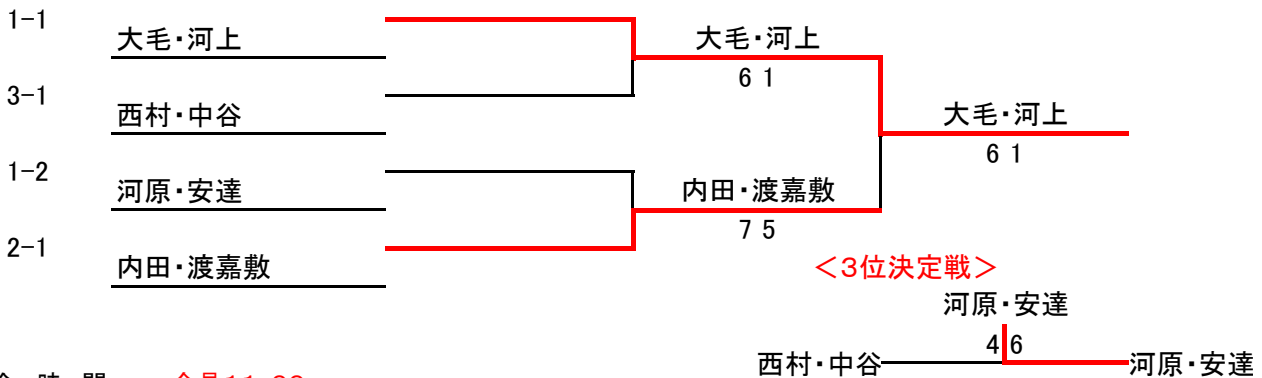 1-1
大毛・河上
大毛・河上
6 1
3-1
西村・中谷
大毛・河上
6 1
1-2
河原・安達
内田・渡嘉敷
7 5
2-1
内田・渡嘉敷
＜3位決定戦＞
河原・安達
4 6
西村・中谷
河原・安達